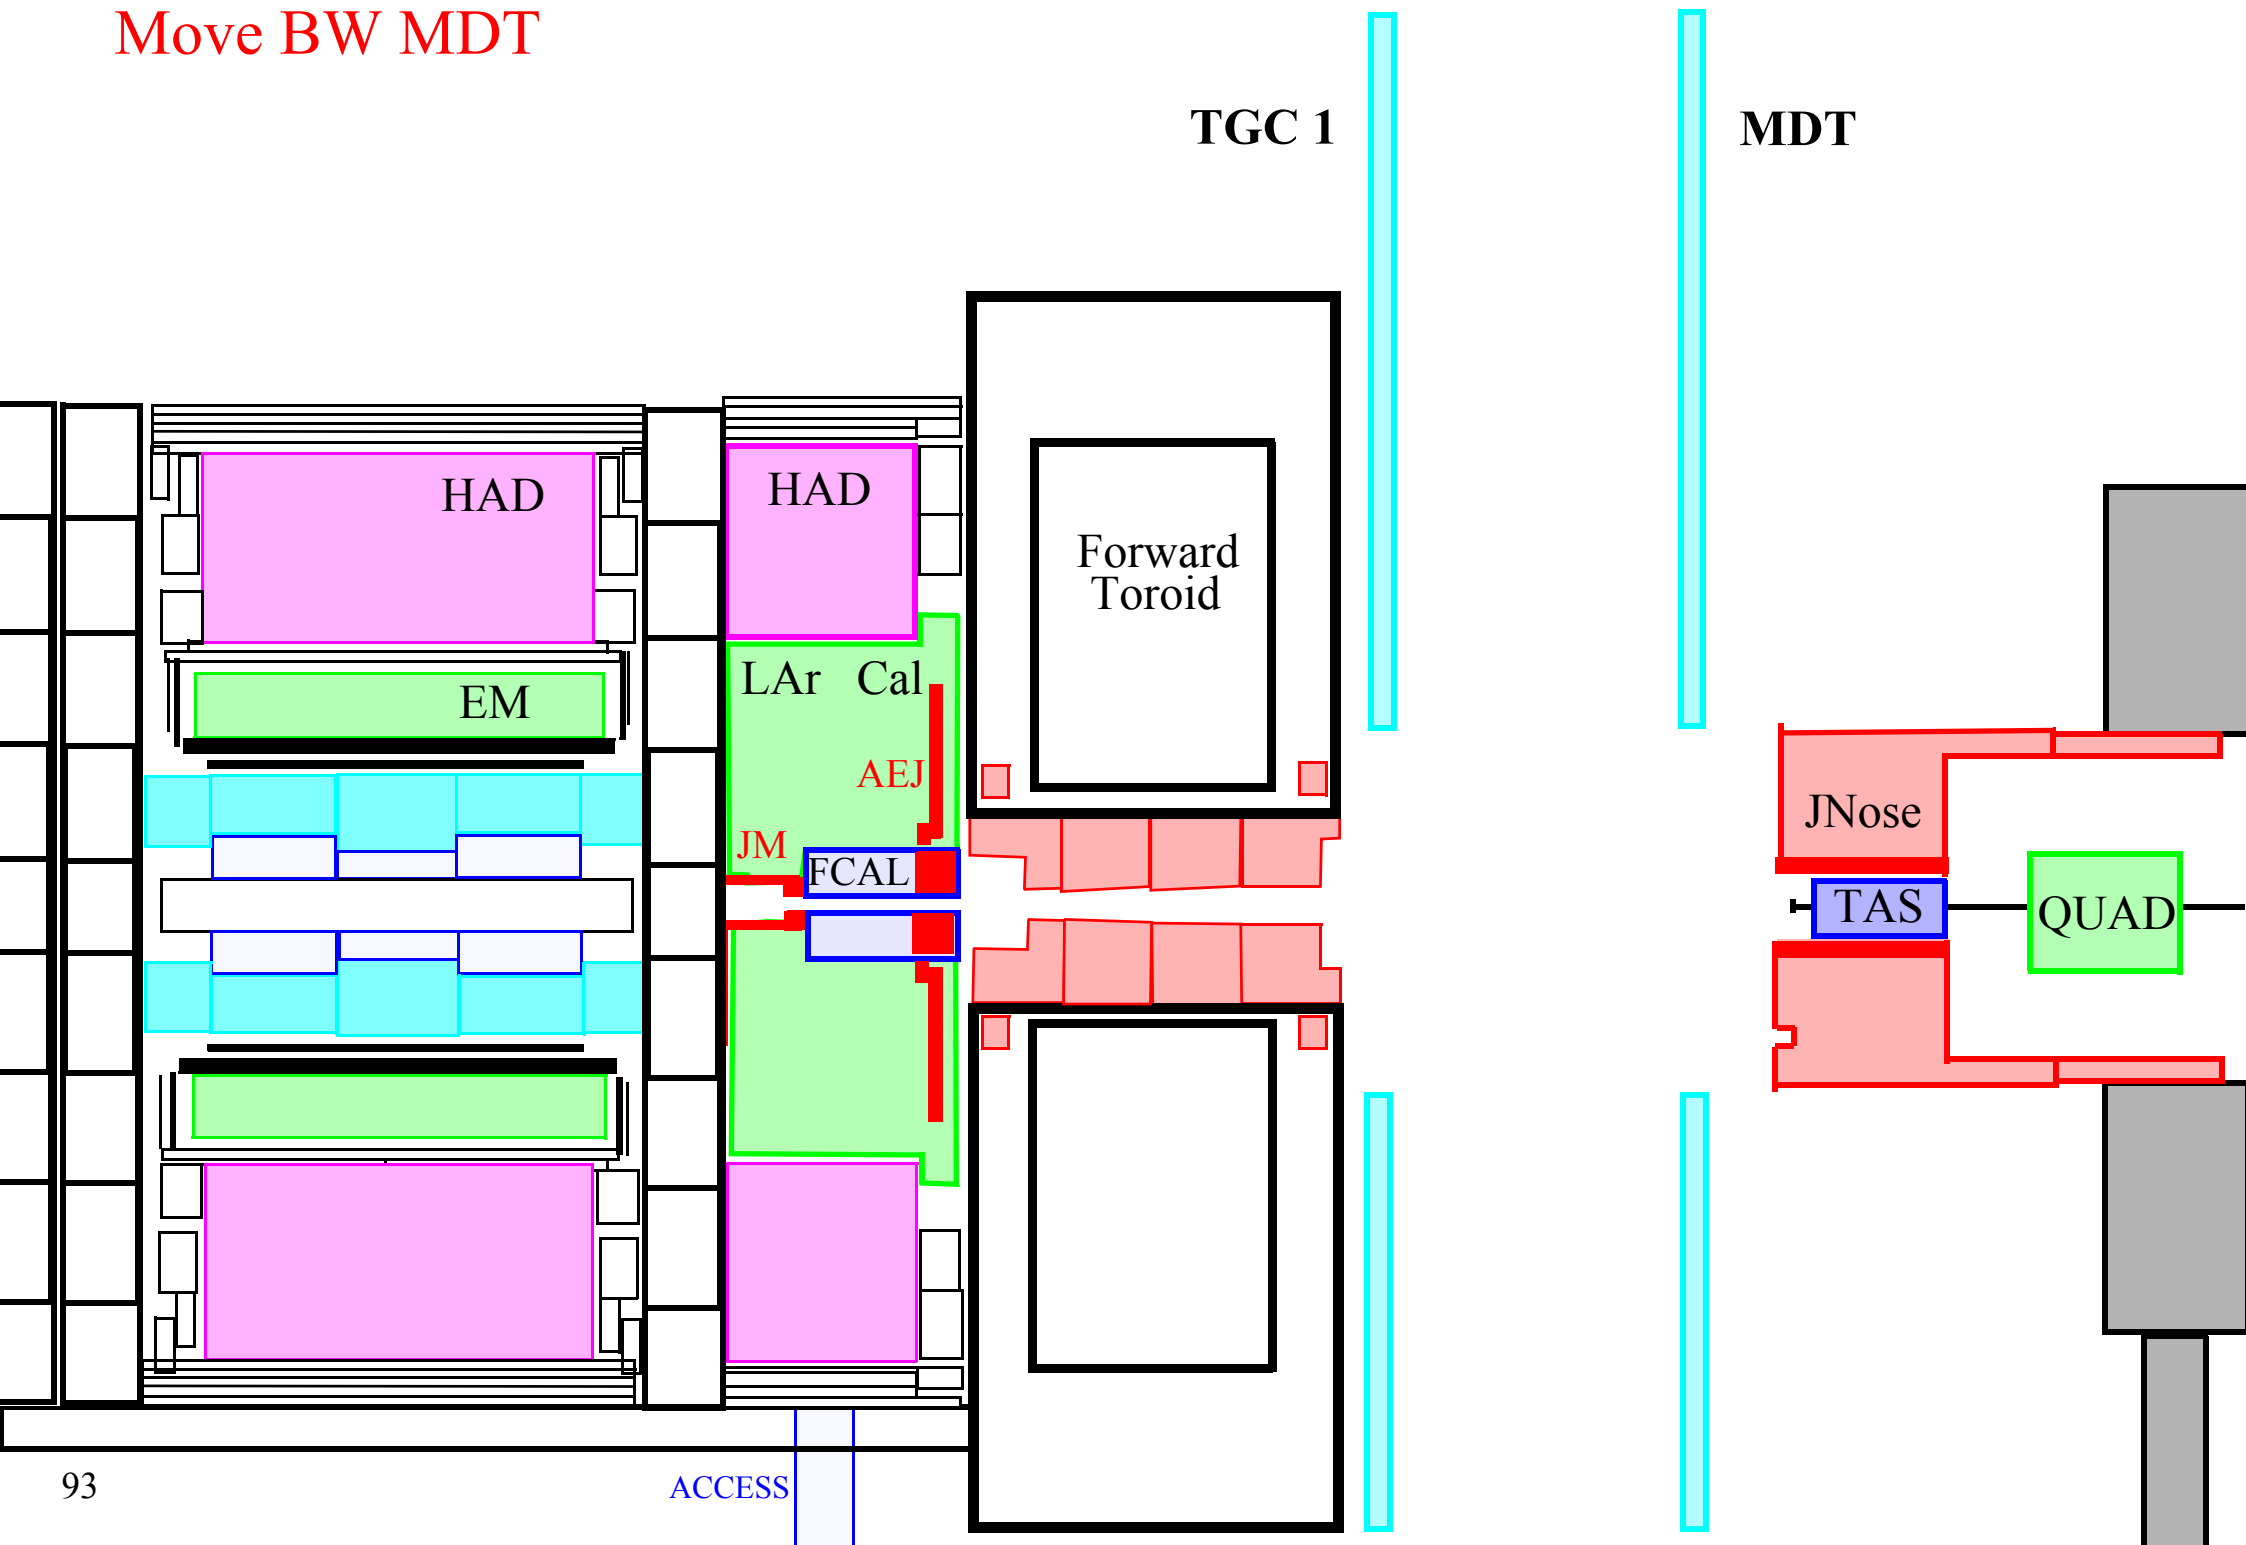 Move BW MDT
TGC 1
MDT
HAD
HAD
Forward
Toroid
LAr Cal
EM
AEJ
JM
FCAL
JNose
TAS
QUAD
93
ACCESS